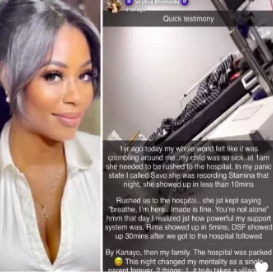 Quick testimony
1yr ago today my whole world felt like it was
crumbling around me..my child was so sick, at 1am
she needed to be rushed to the hospital. In my panic
state I called Savo she was recording Stamina that
night, she showed up in less than 10mins
Rushed us to the hospital.. she jst kept saying
"breathe, I'm here.. Imade is fine. You're not alone"
hmm that day I realized jst how powerful my support
system was. Rima showed up in 5mins, DSF showed
up 30mins after we got to the hospital followed
By Kanayo, then my family. The hospital was packed
This night changed my mentality as a single
parent forever. 2 things: 1. it truly takes a village